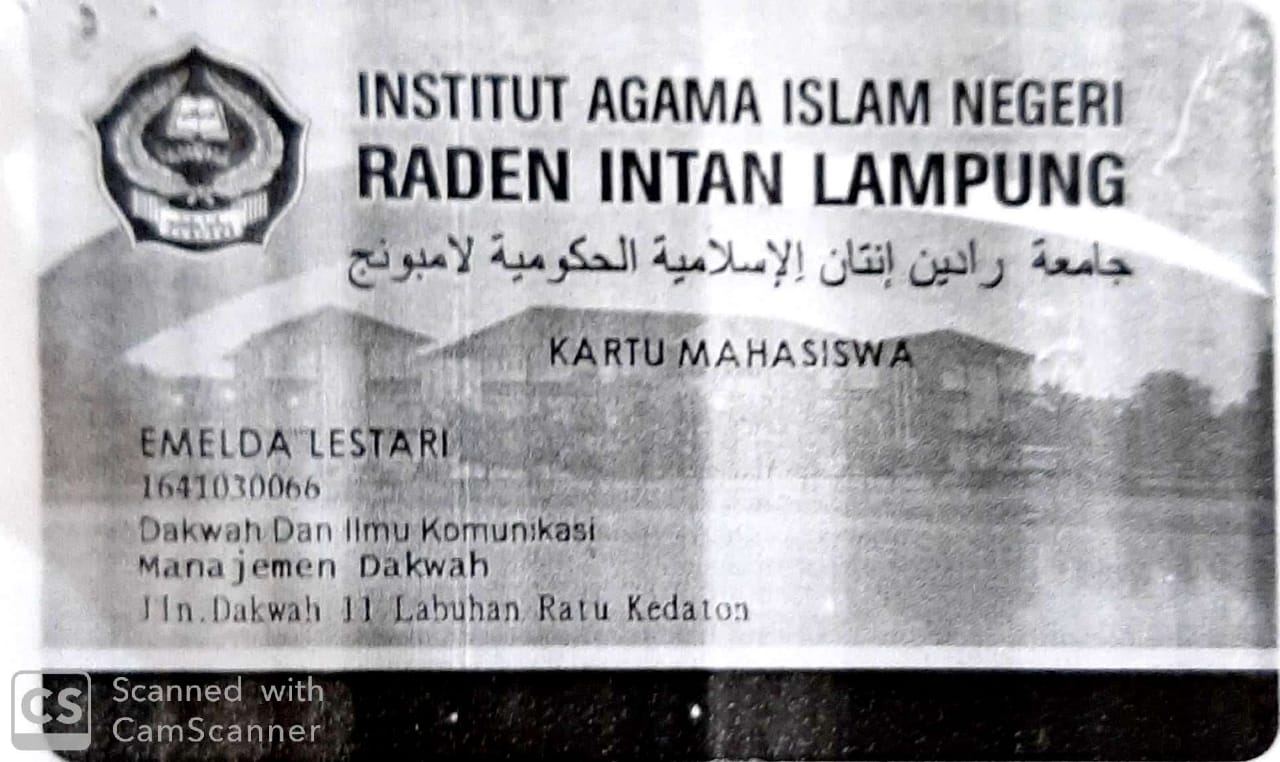 INSTITUT AGAMA ISLAM NEGERI
RADEN INTAN LAMPUNG
جامعة رادين إنتان الإسلامية الحكومية لامبونج
KARTU MAHASISWA
EMELDA LESTARI
1641030066
Dakwah Dan Ilmu Komunikasi
Manajemen Dakwah
Jln.Dakwah 11 Labuhan Ratu Kedaton
CS Scanned with
CamScanner